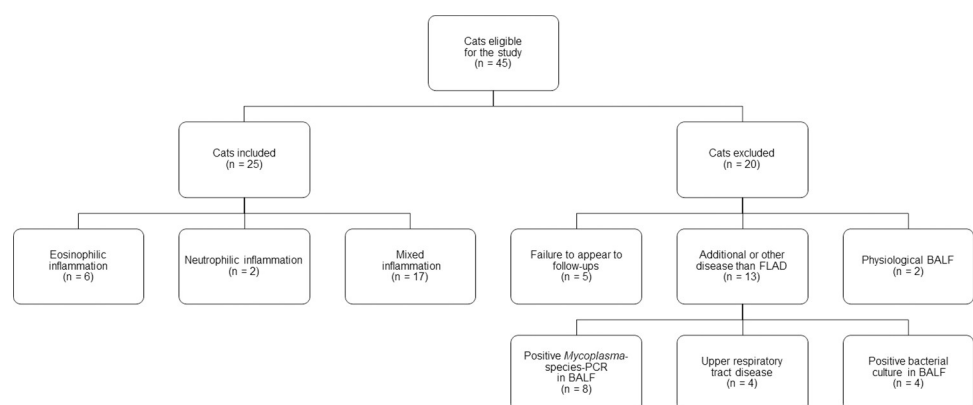 Cats eligible
for the study
(n = 45)
Cats included
(n = 25)
Cats excluded
(n = 20)
Eosinophilic
inflammation
(n = 6)
Neutrophilic inflammation
(n = 2)
Mixed
inflammation
(n = 17)
Failure to appear to
follow-ups
(n = 5)
Additional or other
disease than FLAD
(n = 13)
Physiological BALF
(n = 2)
Positive Mycoplasma-
species-PCR
in BALF
(n = 8)
Upper respiratory
tract disease
(n = 4)
Positive bacterial
culture in BALF
(n = 4)